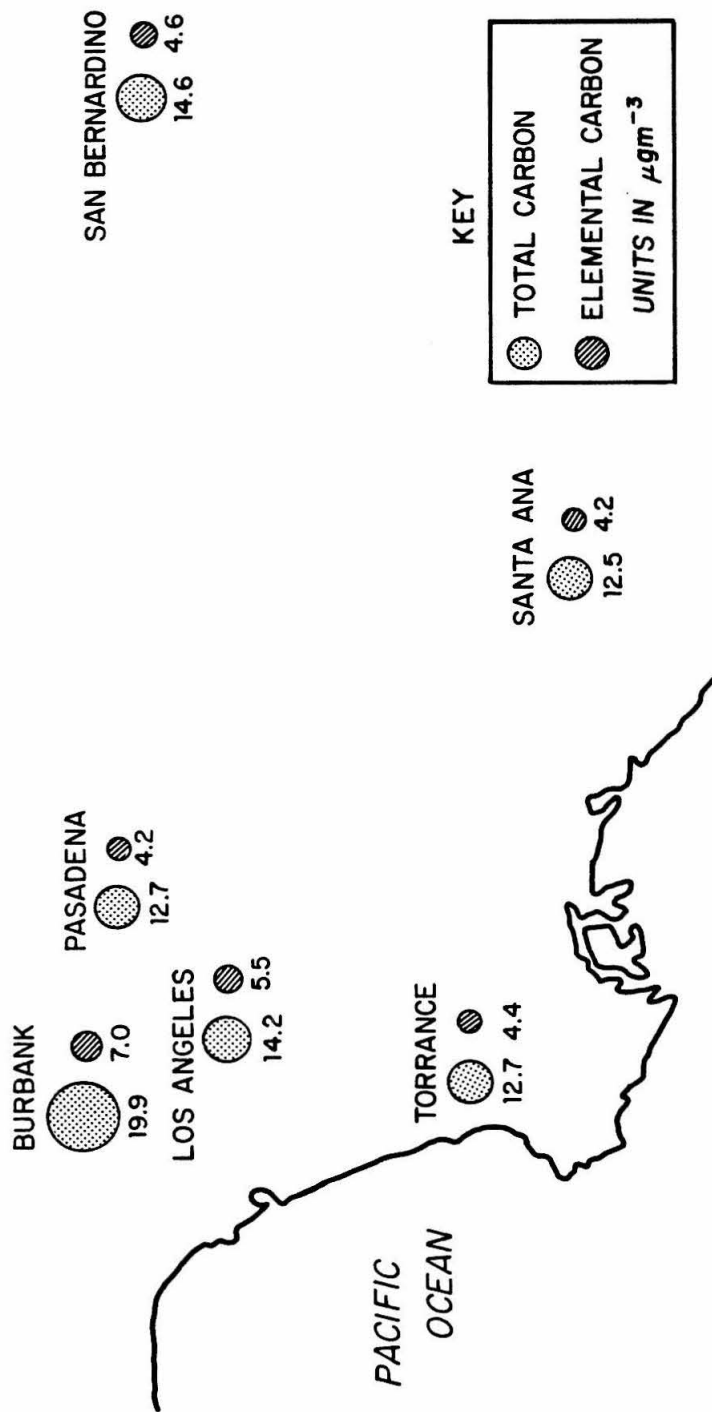 BURBANK
19.9 7.0
PASADENA
12.7 4.2
LOS ANGELES
14.2 5.5
SAN BERNARDINO
14.6 4.6
TORRANCE
12.7 4.4
SANTA ANA
12.5 4.2
PACIFIC
OCEAN
KEY
TOTAL CARBON
ELEMENTAL CARBON
UNITS IN μgm⁻³